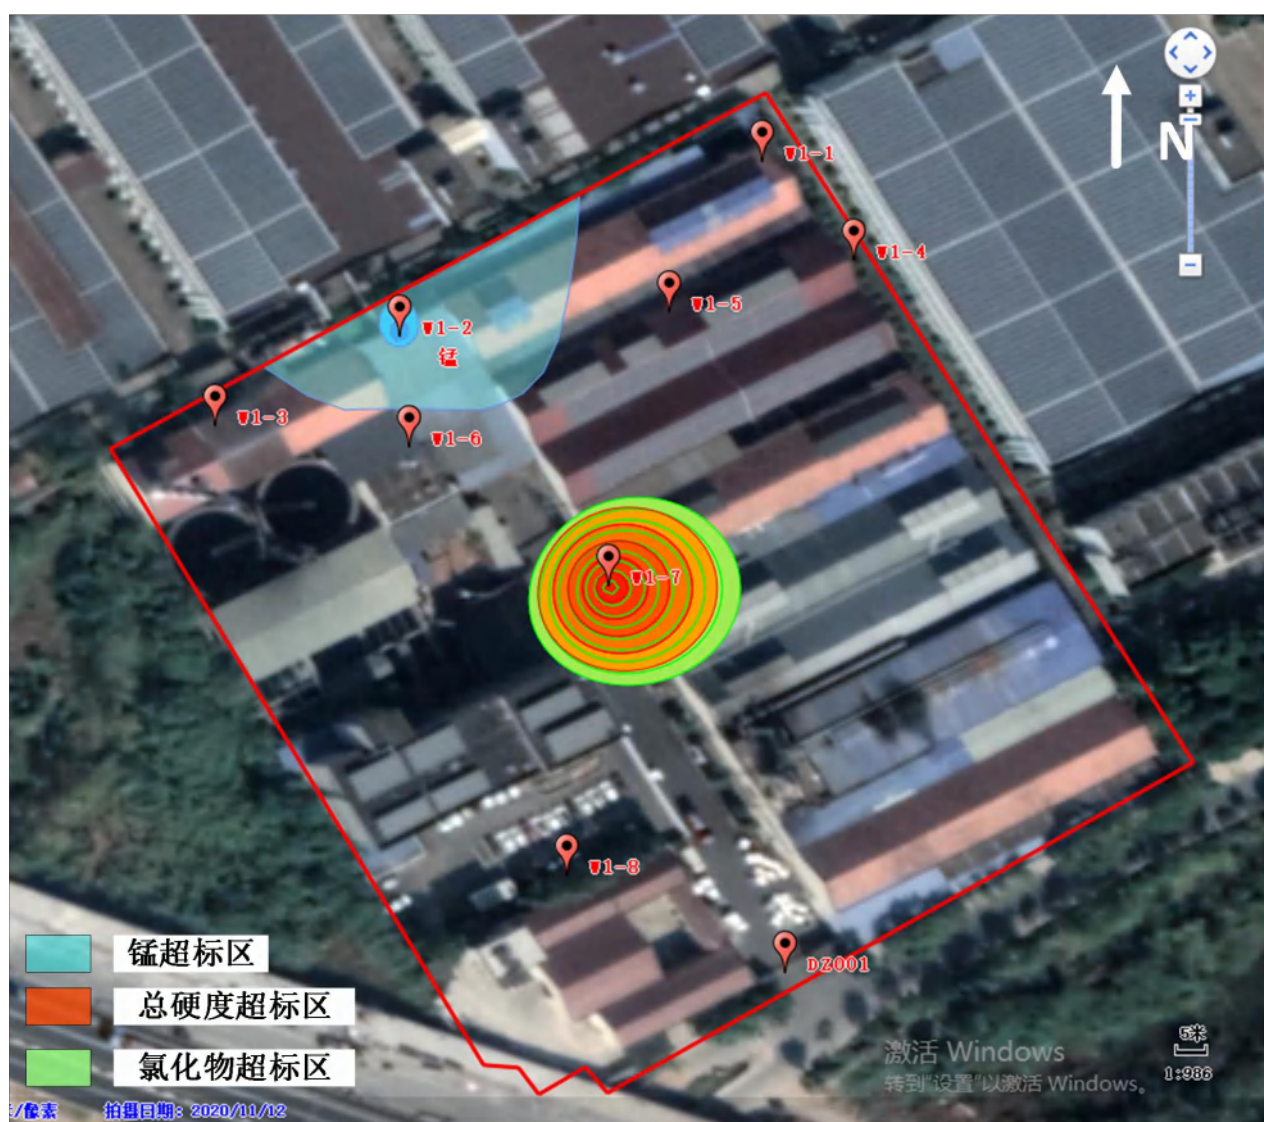 N
W1-1
W1-4
W1-5
W1-2
锰
W1-3
W1-6
W1-7
W1-8
DZ001
锰超标区
总硬度超标区
氯化物超标区
5米
1:986
激活 Windows
转到"设置"以激活 Windows。
/像素 拍摄日期：2020/11/12